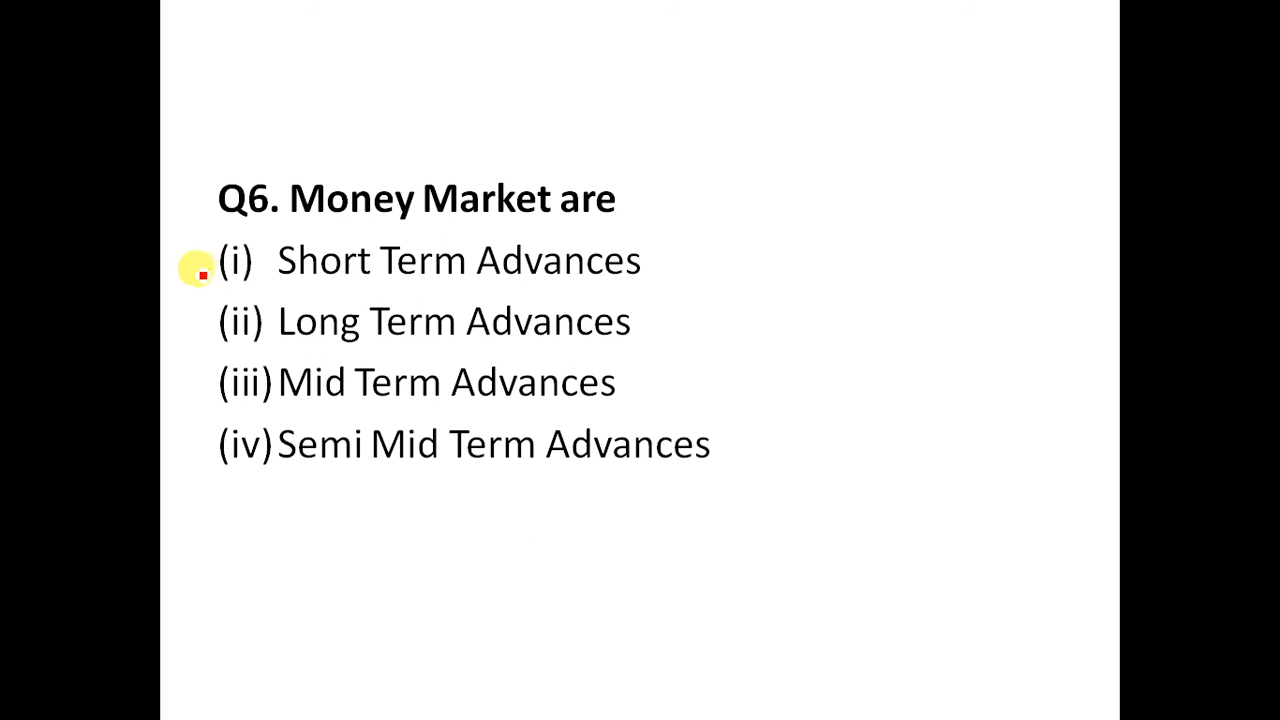 Q6. Money Market are
(i) Short Term Advances
(ii) Long Term Advances
(iii) Mid Term Advances
(iv) Semi Mid Term Advances